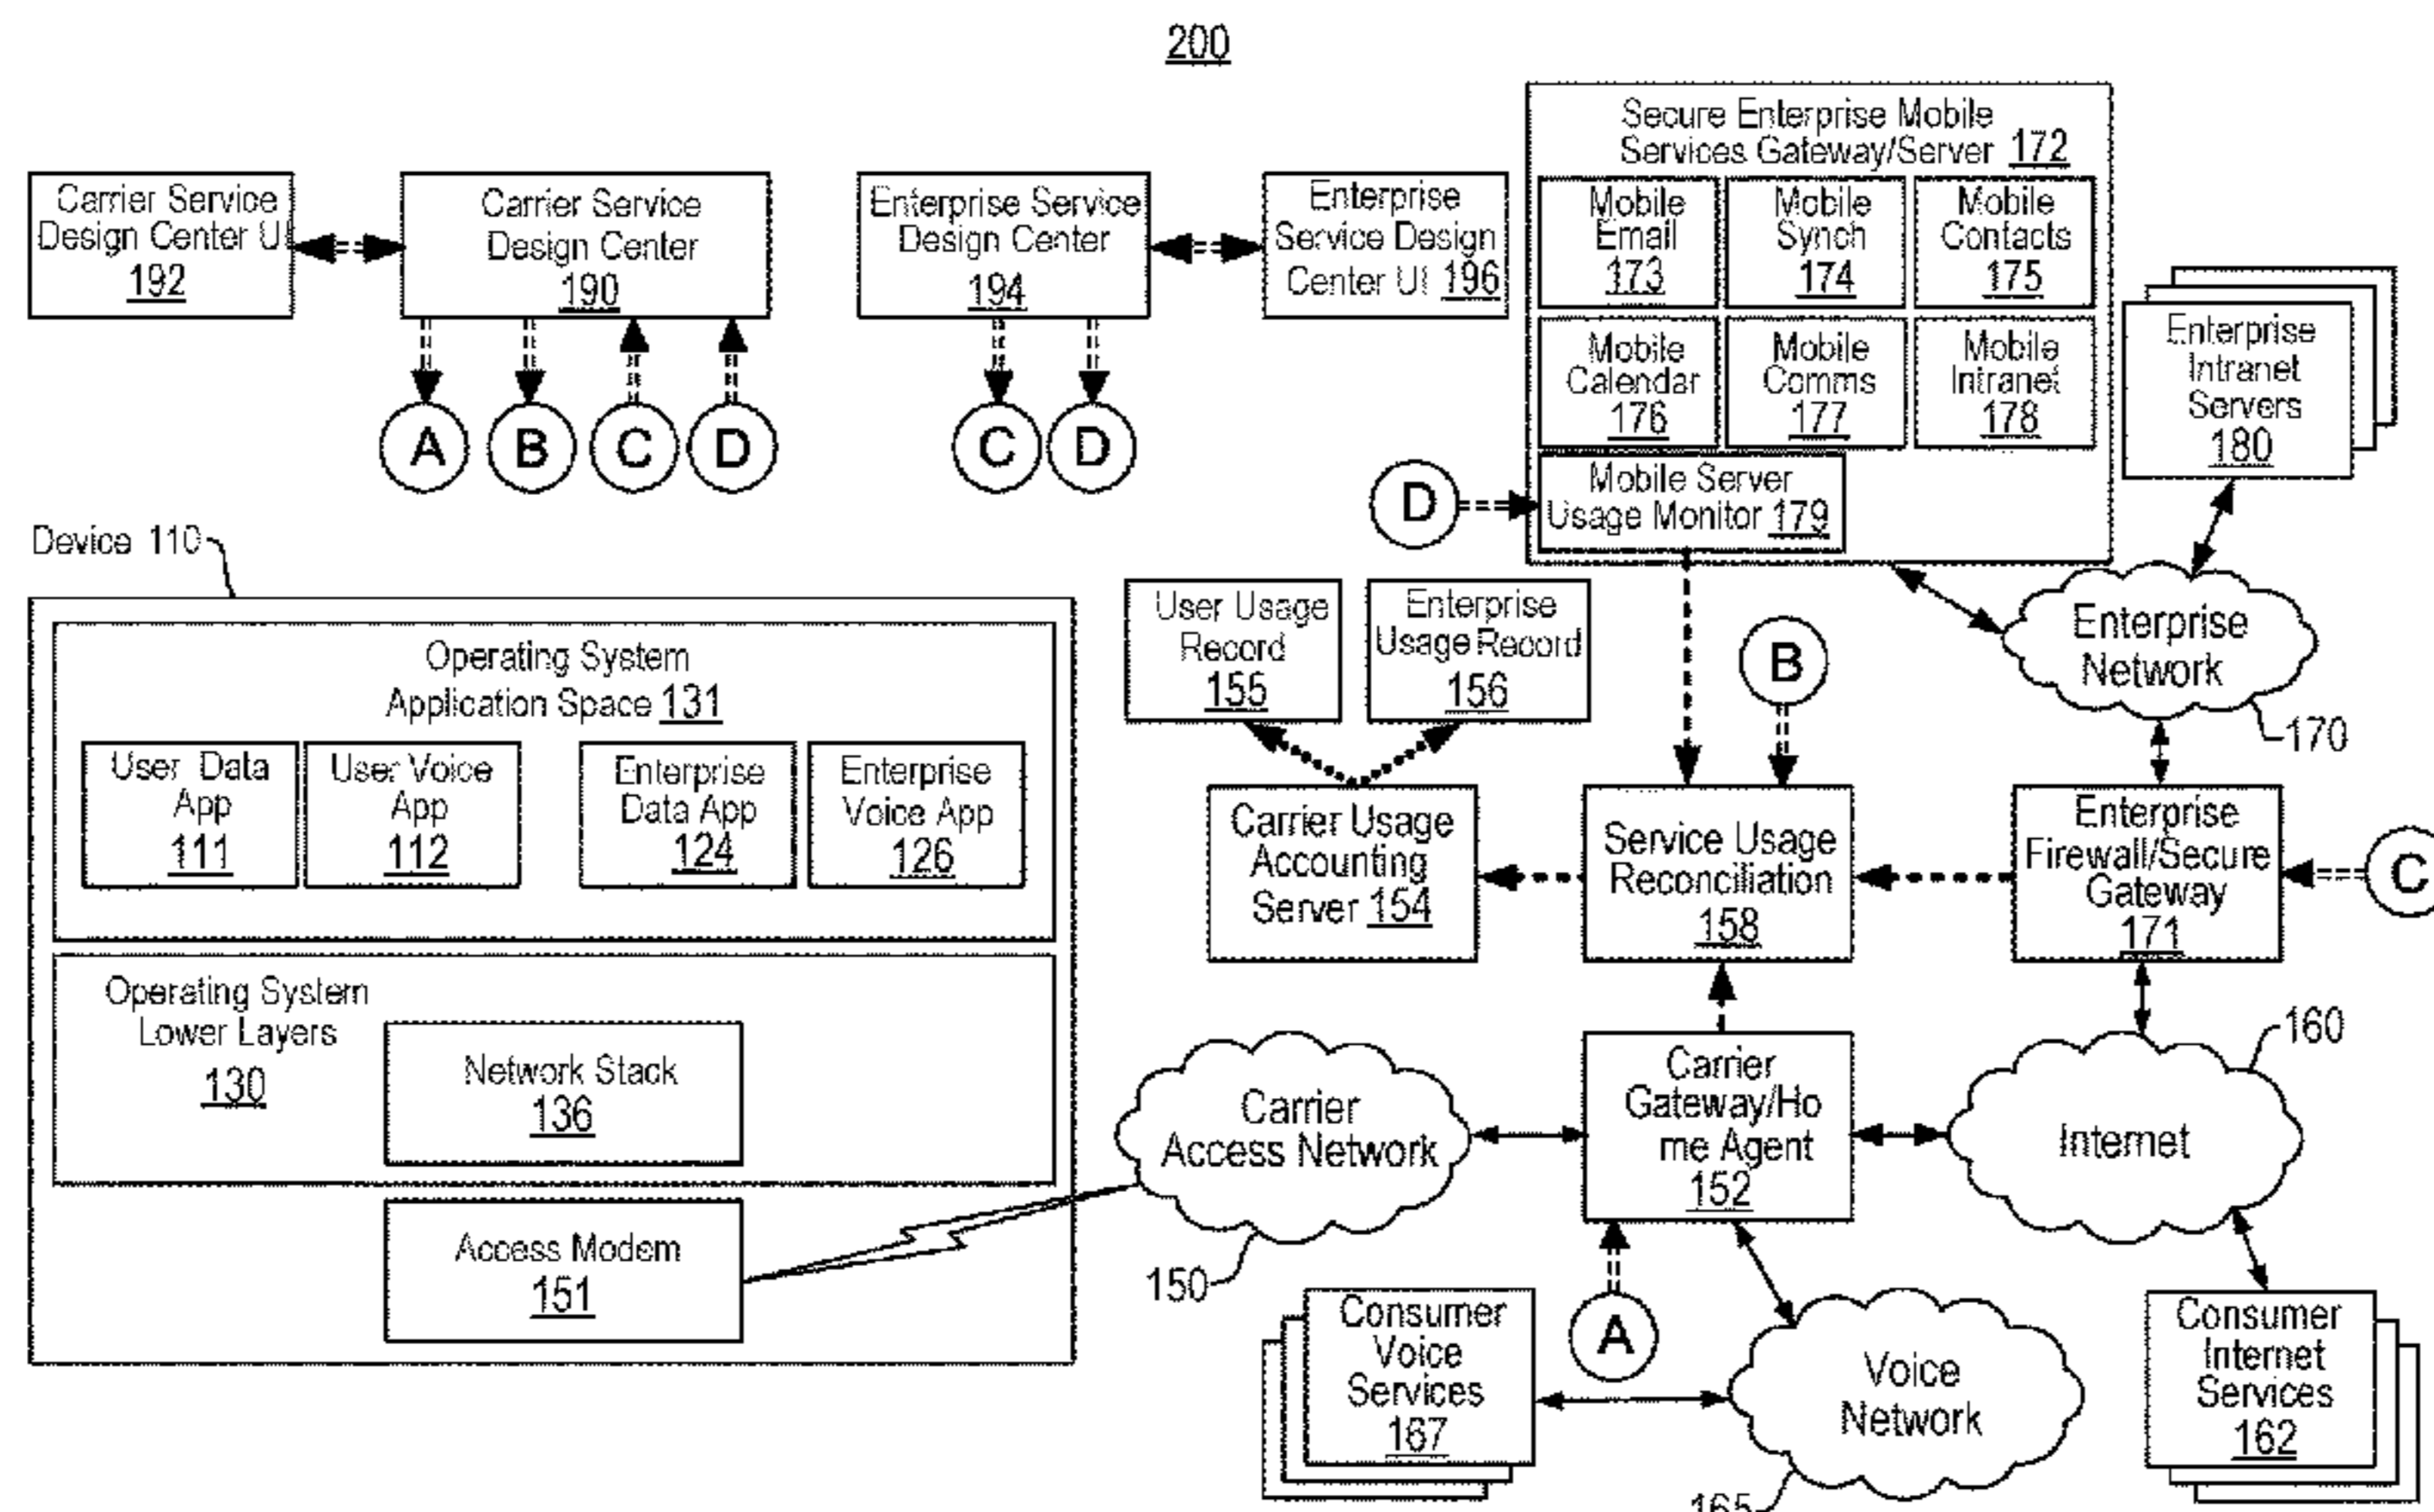 200
Carrier Service
Design Center UI
192
Carrier Service
Design Center
190
Enterprise Service
Design Center
194
Enterprise
Service Design
Center UI 196
Secure Enterprise Mobile
Services Gateway/Server 172
Mobile
Email
173
Mobile
Synch
174
Mobile
Contacts
175
Mobile
Calendar
176
Mobile
Comms
177
Mobile
Intranet
178
Mobile Server
Usage Monitor 179
Enterprise
Intranet
Servers
180
A
B
C
D
C
D
D
Device 110
Operating System
Application Space 131
User Data
App
111
User Voice
App
112
Enterprise
Data App
124
Enterprise
Voice App
126
Operating System
Lower Layers
130
Network Stack
136
Access Modem
151
User Usage
Record
155
Enterprise
Usage Record
156
B
Enterprise
Network
170
Carrier Usage
Accounting
Server 154
Service Usage
Reconciliation
158
Enterprise
Firewall/Secure
Gateway
171
C
Carrier
Access Network
150
Carrier
Gateway/Ho
me Agent
152
160
Internet
A
Consumer
Voice
Services
167
Voice
Network
165
Consumer
Internet
Services
162